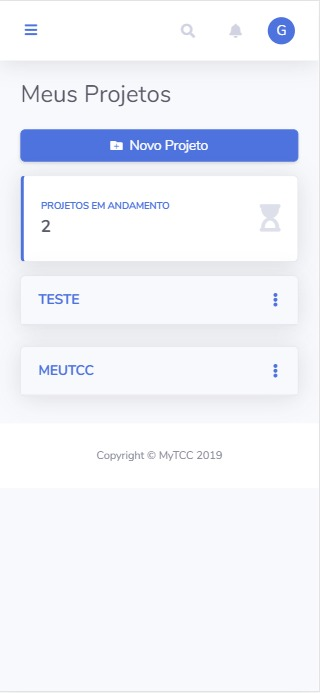 G
Meus Projetos
Novo Projeto
PROJETOS EM ANDAMENTO
2
TESTE
MEUTCC
Copyright © MyTCC 2019